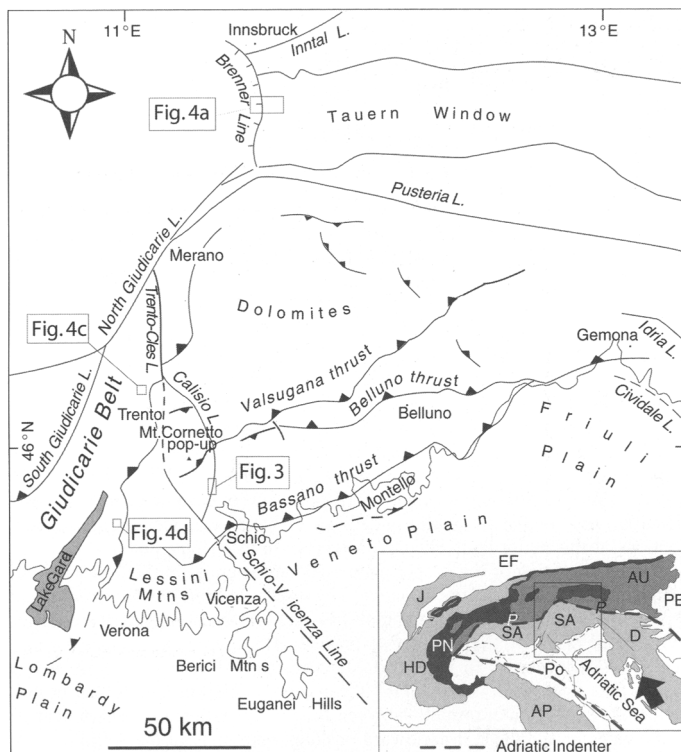 11°E
13°E
Innsbruck
Inntal L.
N
Brenner Line
Fig.4a
Tauern Window
Pusteria L.
North Giudicarie L.
Merano
Trento-Cles L.
Dolomites
Fig.4c
Gemona
Idria L.
South Giudicarie L.
Giudicarie Belt
Calisio L.
Valsugana thrust
Belluno thrust
Cividale L.
Trento
Belluno
Mt.Cornetto
pop-up
46°N
Friuli
Plain
Fig.3
Bassano thrust
Montello
Fig.4d
Schio
Veneto Plain
Lake Garda
Lessini
Mtns
Schio-Vicenza Line
Vicenza
Verona
Berici Mtns
Lombardy
Plain
Euganei Hills
50 km
EF
J
AU
PB
P
P
SA
SA
D
PN
HD
Po
Adriatic Sea
AP
Adriatic Indenter